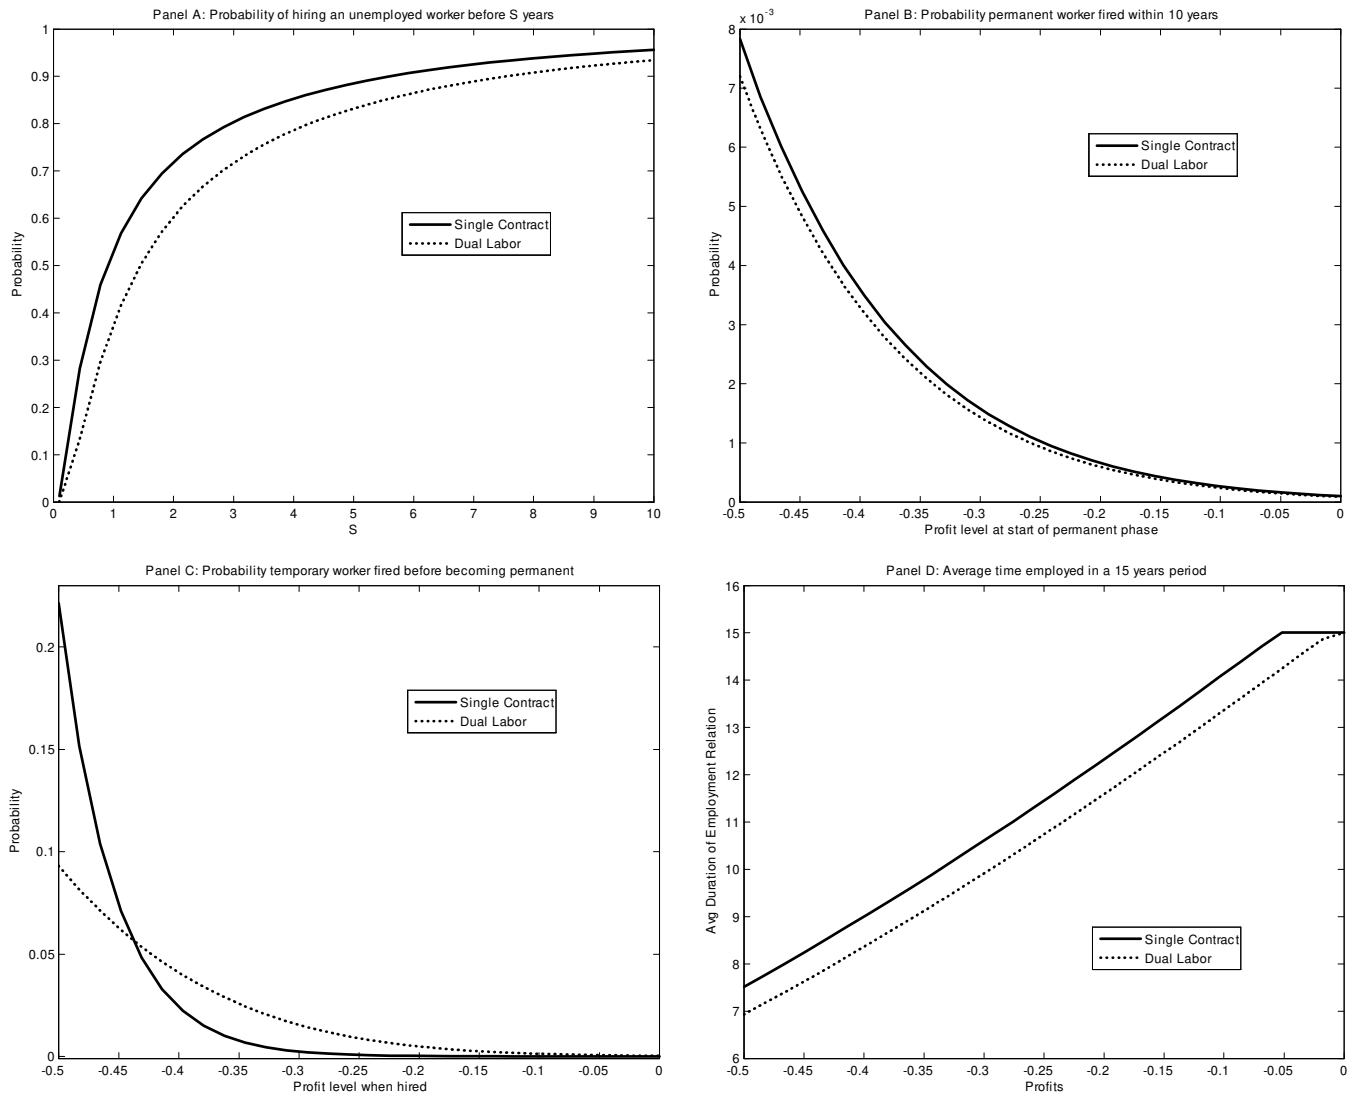 Panel A: Probability of hiring an unemployed worker before S years
1
0.9
0.8
0.7
0.6
0.5
0.4
0.3
0.2
0.1
0
Probability
Single Contract
Dual Labor
0 1 2 3 4 5 6 7 8 9 10
S
Panel B: Probability permanent worker fired within 10 years
x 10⁻³
8
7
6
5
4
3
2
1
0
Probability
Single Contract
Dual Labor
-0.5 -0.45 -0.4 -0.35 -0.3 -0.25 -0.2 -0.15 -0.1 -0.05 0
Profit level at start of permanent phase
Panel C: Probability temporary worker fired before becoming permanent
0.2
0.15
0.1
0.05
0
Probability
Single Contract
Dual Labor
-0.5 -0.45 -0.4 -0.35 -0.3 -0.25 -0.2 -0.15 -0.1 -0.05 0
Profit level when hired
Panel D: Average time employed in a 15 years period
16
15
14
13
12
11
10
9
8
7
6
Avg Duration of Employment Relation
Single Contract
Dual Labor
-0.5 -0.45 -0.4 -0.35 -0.3 -0.25 -0.2 -0.15 -0.1 -0.05 0
Profits